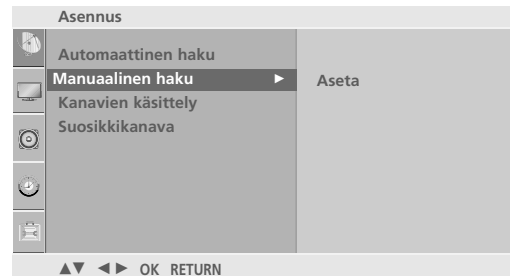 Asennus
Automaattinen haku
Manuaalinen haku ►
Aseta
Kanavien käsittely
Suosikkikanava
▲▼ ◄► OK RETURN